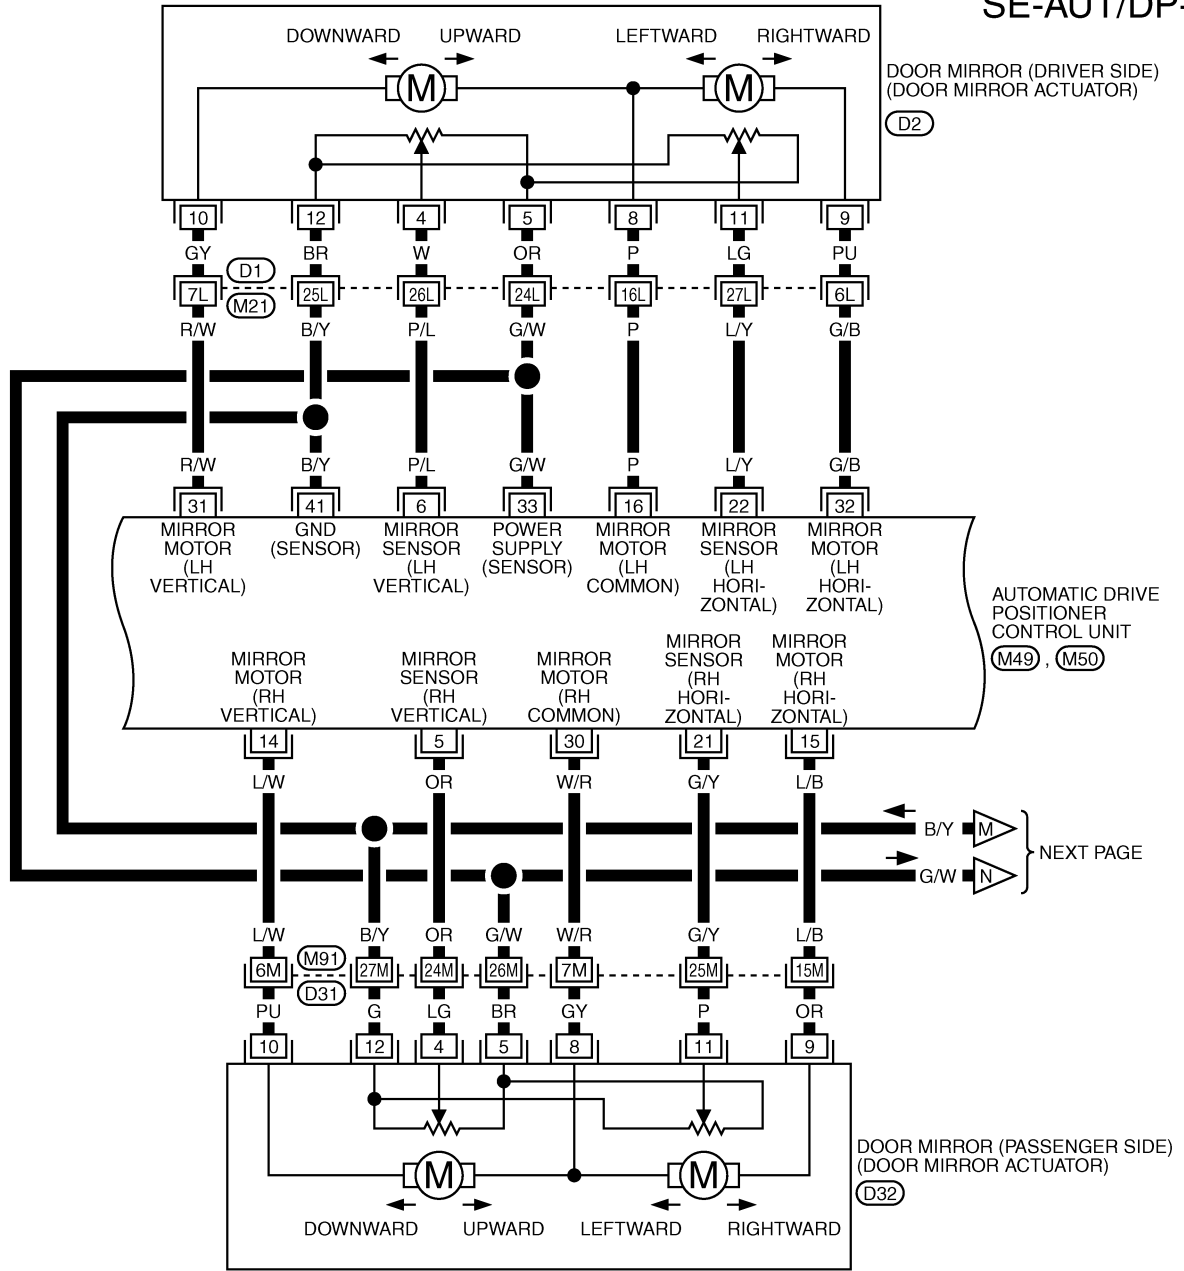 SE-AUT/DP-
DOWNWARD UPWARD LEFTWARD RIGHTWARD
M M
DOOR MIRROR (DRIVER SIDE)
(DOOR MIRROR ACTUATOR)
D2
10 12 4 5 8 11 9
GY BR W OR P LG PU
D1
7L 25L 26L 24L 16L 27L 6L
M21
R/W B/Y P/L G/W P L/Y G/B
R/W B/Y P/L G/W P L/Y G/B
31 41 6 33 16 22 32
MIRROR
MOTOR
(LH
VERTICAL)
GND
(SENSOR)
MIRROR
SENSOR
(LH
VERTICAL)
POWER
SUPPLY
(SENSOR)
MIRROR
MOTOR
(LH
COMMON)
MIRROR
SENSOR
(LH
HORI-
ZONTAL)
MIRROR
MOTOR
(LH
HORI-
ZONTAL)
AUTOMATIC DRIVE
POSITIONER
CONTROL UNIT
M49 , M50
MIRROR
MOTOR
(RH
VERTICAL)
MIRROR
SENSOR
(RH
VERTICAL)
MIRROR
MOTOR
(RH
COMMON)
MIRROR
SENSOR
(RH
HORI-
ZONTAL)
MIRROR
MOTOR
(RH
HORI-
ZONTAL)
14 5 30 21 15
L/W OR W/R G/Y L/B
B/Y M
NEXT PAGE
G/W N
L/W B/Y OR G/W W/R G/Y L/B
M91
6M 27M 24M 26M 7M 25M 15M
D31
PU G LG BR GY P OR
10 12 4 5 8 11 9
M M
DOWNWARD UPWARD LEFTWARD RIGHTWARD
DOOR MIRROR (PASSENGER SIDE)
(DOOR MIRROR ACTUATOR)
D32